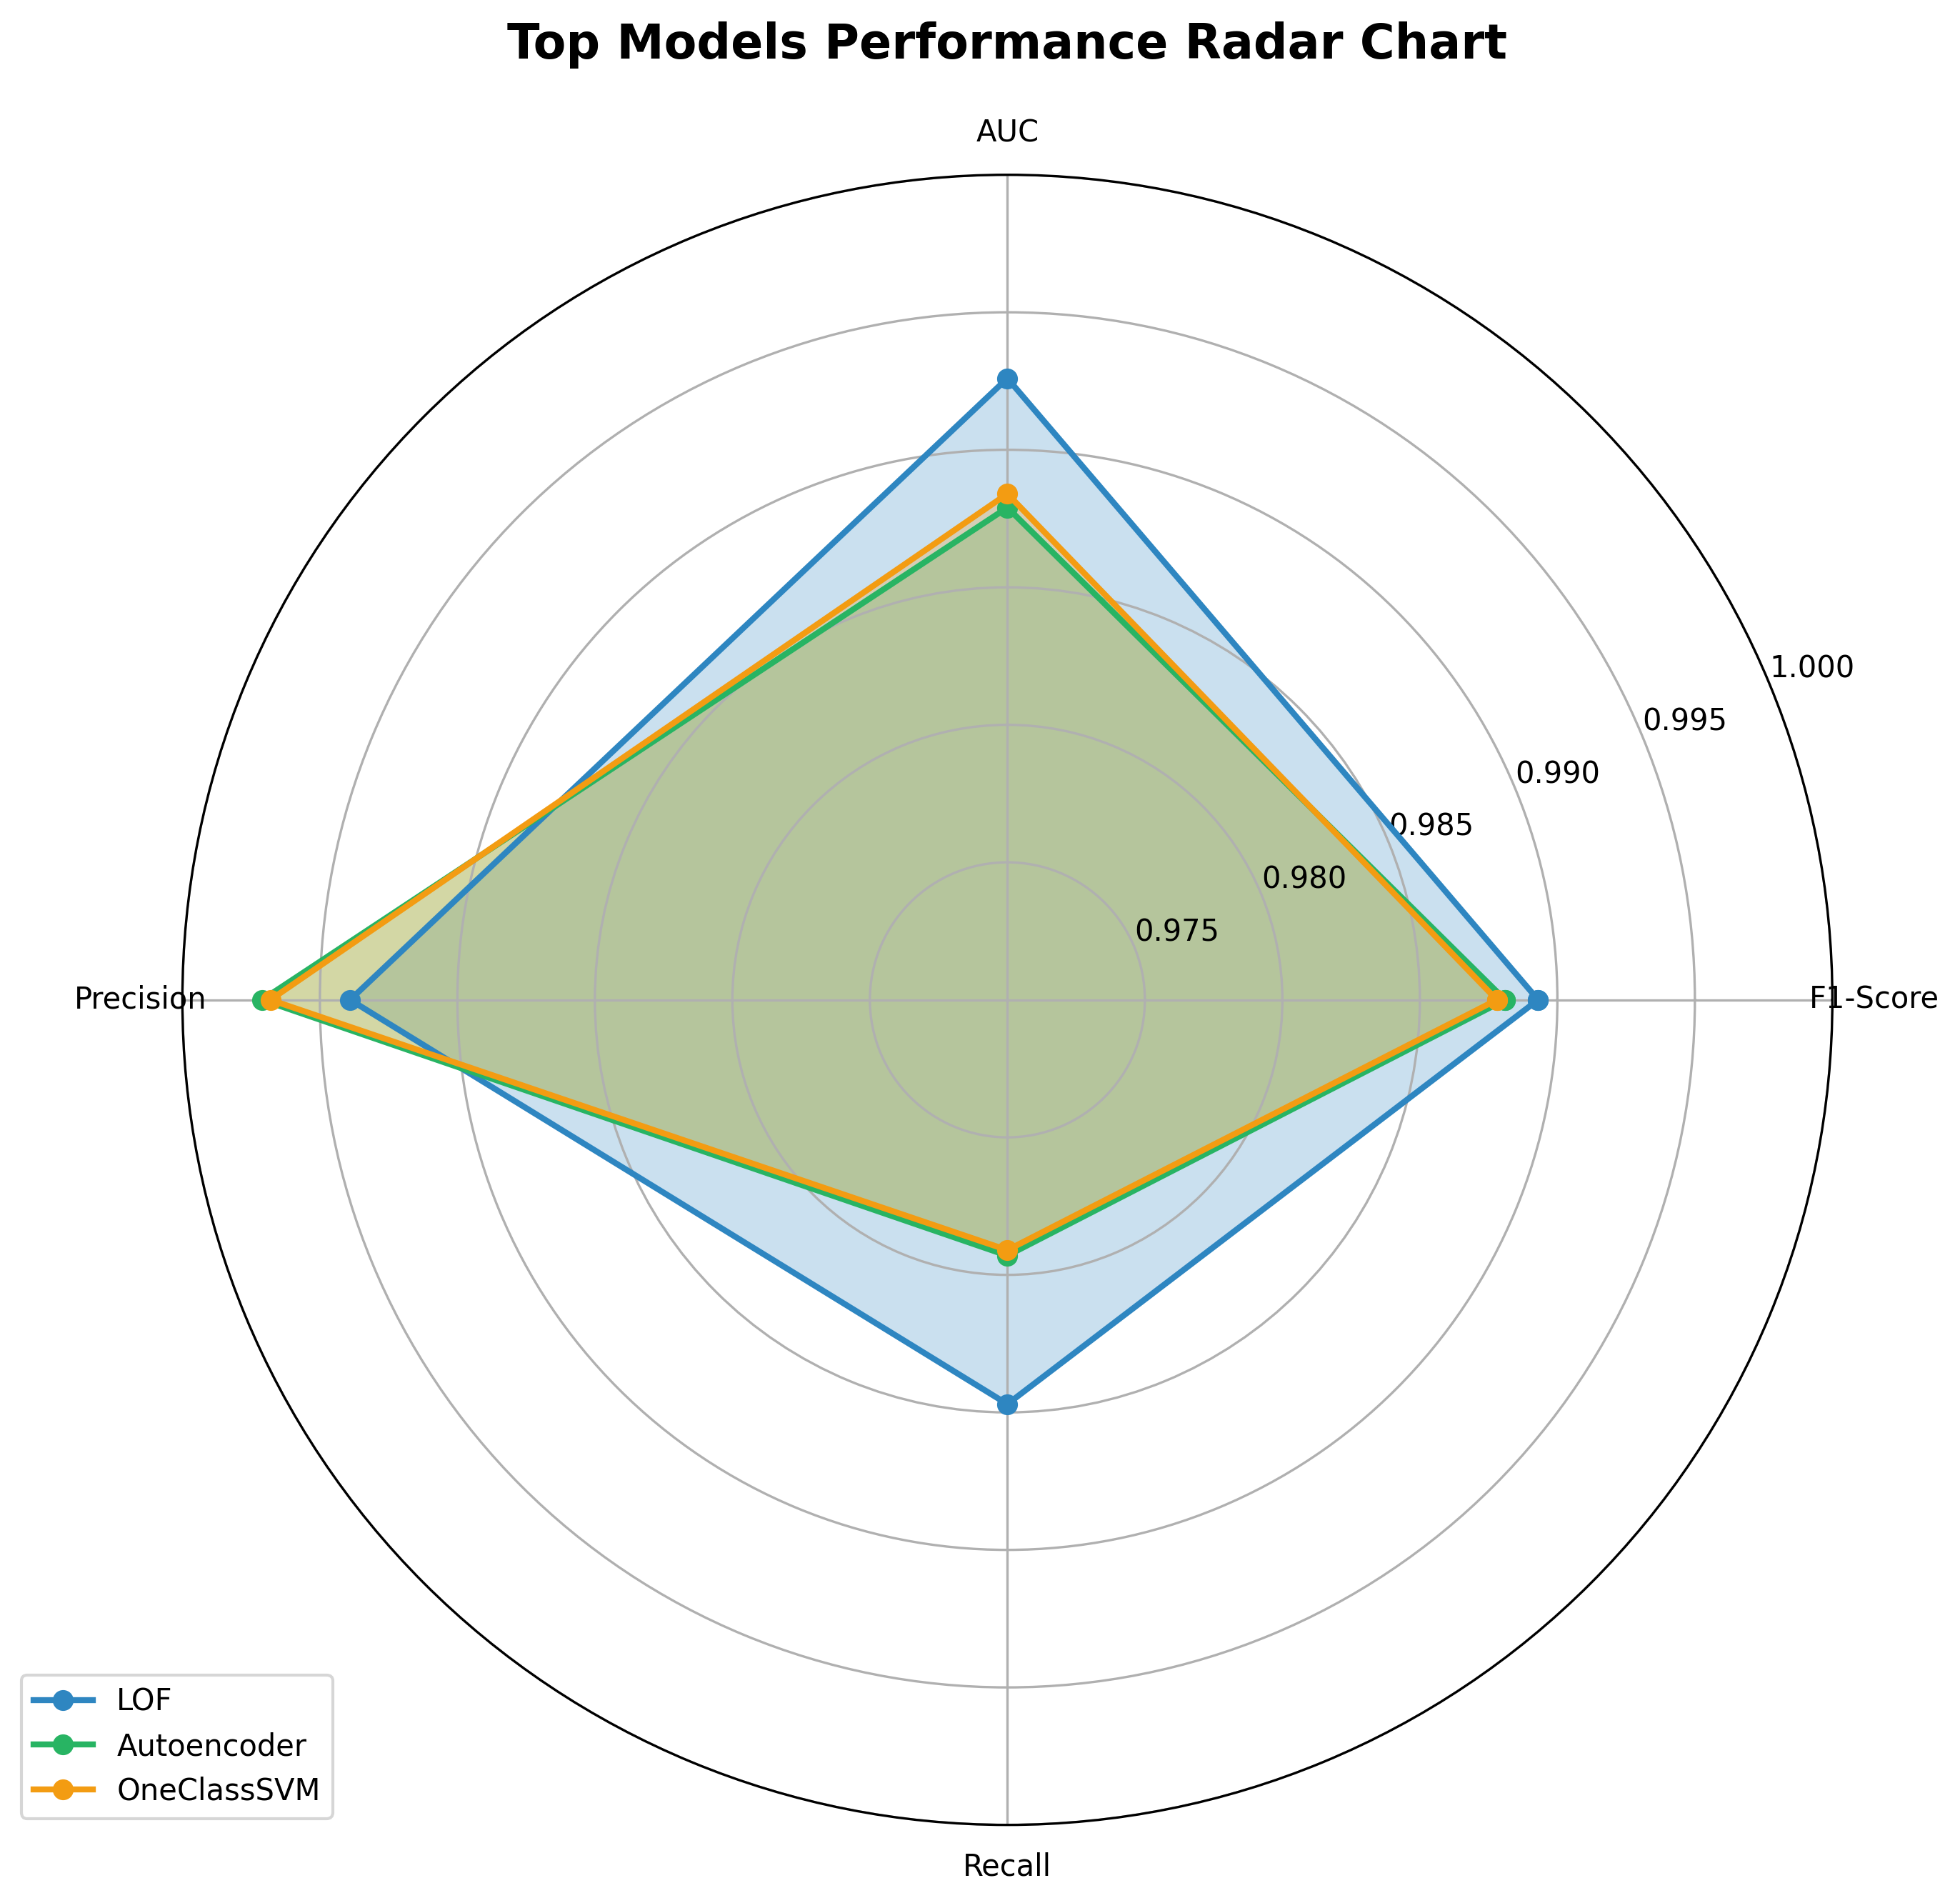 Top Models Performance Radar Chart
AUC
1.000
0.995
0.990
0.985
0.980
0.975
Precision
F1-Score
Recall
LOF
Autoencoder
OneClassSVM